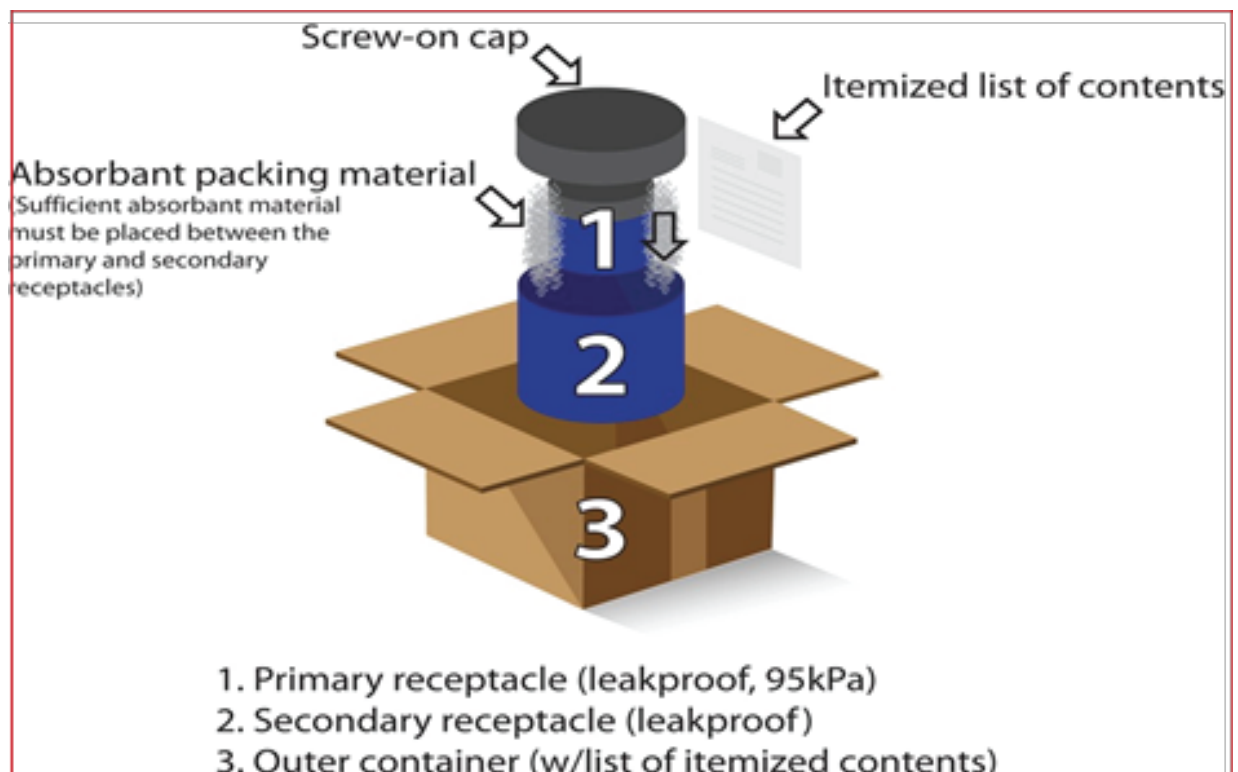 Screw-on cap
Itemized list of contents
Absorbant packing material
(Sufficient absorbant material
must be placed between the
primary and secondary
receptacles)
1
2
3
1. Primary receptacle (leakproof, 95kPa)
2. Secondary receptacle (leakproof)
3. Outer container (w/list of itemized contents)